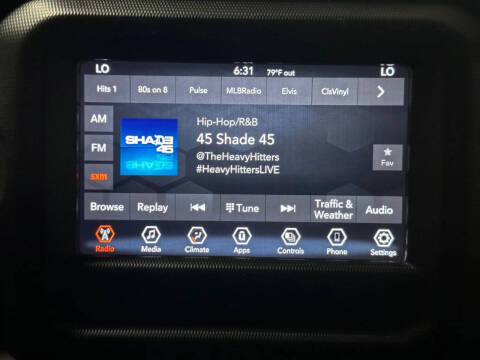 LO
6:31
79°F out
LO
Hits 1
80s on 8
Pulse
MLBRadio
Elvis
ClsVinyl
AM
FM
SXM
SHADE
45
Hip-Hop/R&B
45 Shade 45
@TheHeavyHitters
#HeavyHittersLIVE
Fav
Browse
Replay
Tune
Traffic &
Weather
Audio
Radio
Media
Climate
Apps
Controls
Phone
Settings